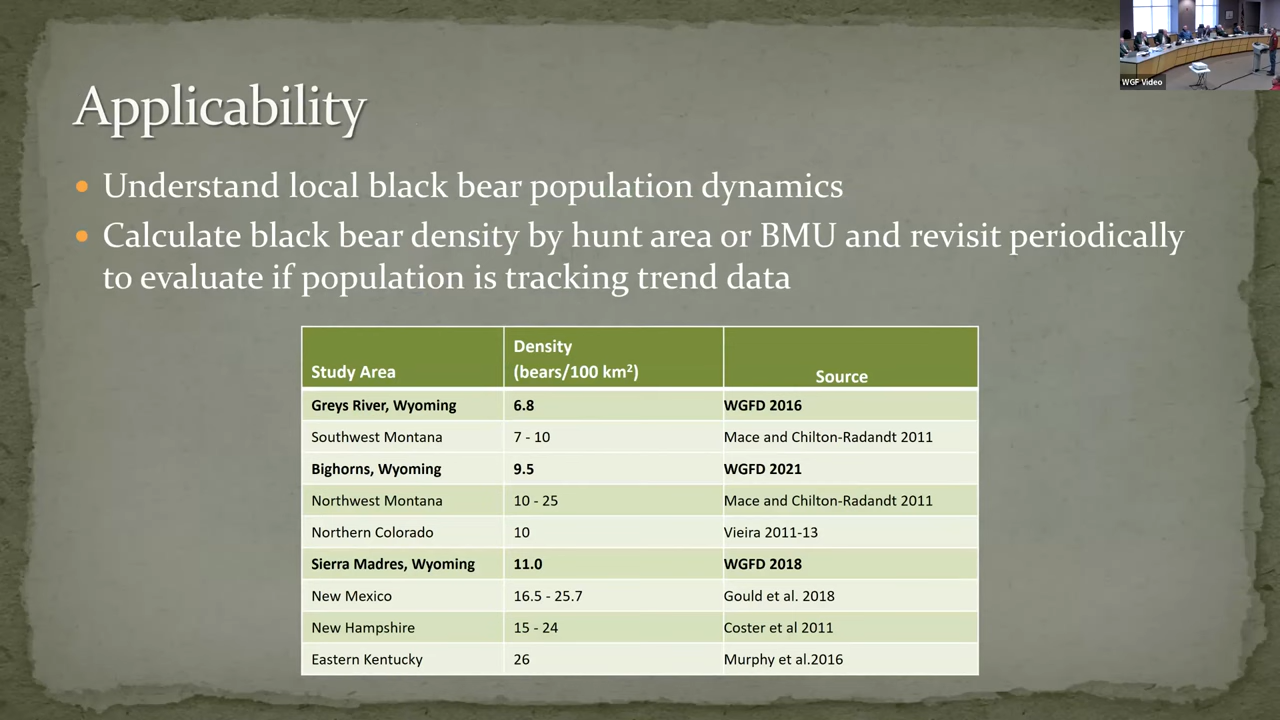 WGF Video
Applicability
• Understand local black bear population dynamics
• Calculate black bear density by hunt area or BMU and revisit periodically
to evaluate if population is tracking trend data
Study Area Density (bears/100 km²) Source
Greys River, Wyoming 6.8 WGFD 2016
Southwest Montana 7 - 10 Mace and Chilton-Radandt 2011
Bighorns, Wyoming 9.5 WGFD 2021
Northwest Montana 10 - 25 Mace and Chilton-Radandt 2011
Northern Colorado 10 Vieira 2011-13
Sierra Madres, Wyoming 11.0 WGFD 2018
New Mexico 16.5 - 25.7 Gould et al. 2018
New Hampshire 15 - 24 Coster et al 2011
Eastern Kentucky 26 Murphy et al.2016